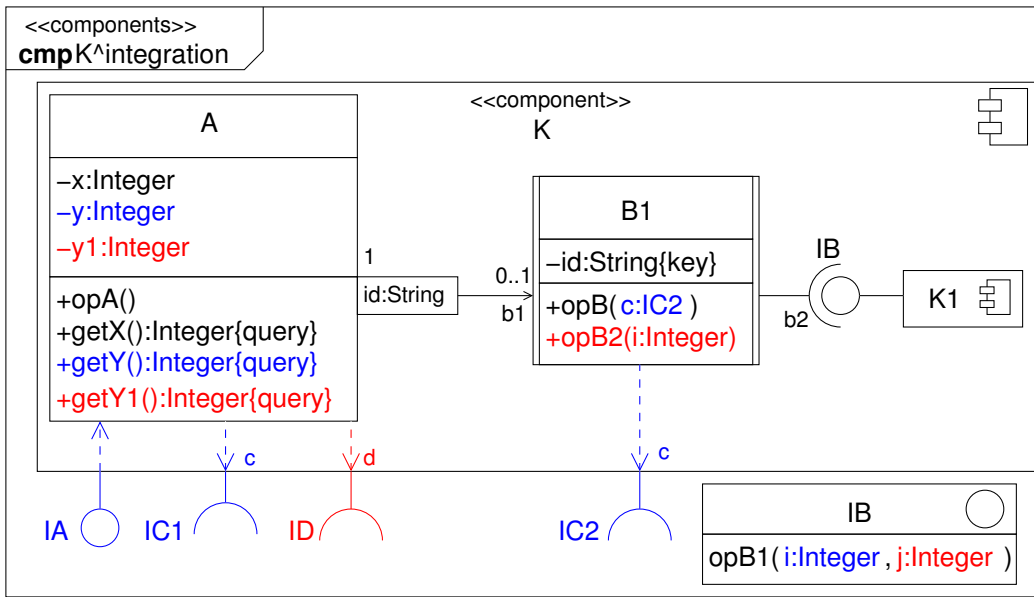 <<components>>
cmpK^integration
<<component>>
K
A
–x:Integer
–y:Integer
–y1:Integer
+opA()
+getX():Integer{query}
+getY():Integer{query}
+getY1():Integer{query}
1
id:String
0..1
b1
B1
–id:String{key}
+opB(c:IC2 )
+opB2(i:Integer)
IB
b2
K1
c
d
c
IA
IC1
ID
IC2
IB
opB1(i:Integer,j:Integer )